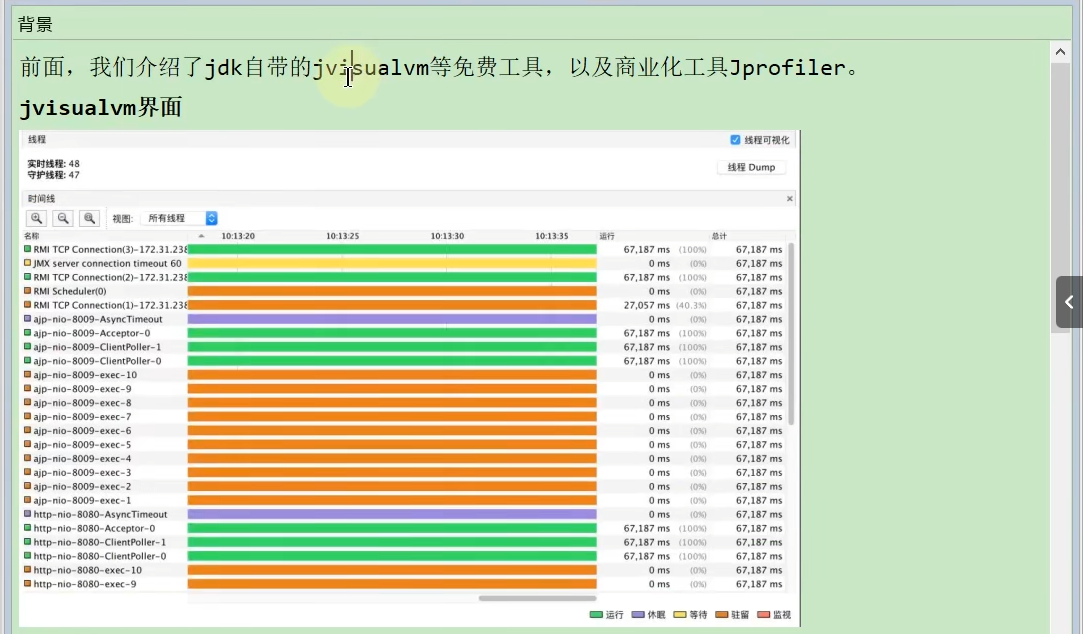 背景
前面，我们介绍了jdk自带的jvisualvm等免费工具，以及商业化工具Jprofiler。
jvisualvm界面
线程 线程可视化
实时线程: 48
守护线程: 47
线程 Dump
时间线
视图: 所有线程
名称 10:13:20 10:13:25 10:13:30 10:13:35 运行 总计
RMI TCP Connection(3)-172.31.238 67,187 ms (100%) 67,187 ms
JMX server connection timeout 60 0 ms (0%) 67,187 ms
RMI TCP Connection(2)-172.31.238 67,187 ms (100%) 67,187 ms
RMI Scheduler(0) 0 ms (0%) 67,187 ms
RMI TCP Connection(1)-172.31.238 27,057 ms (40.3%) 67,187 ms
ajp-nio-8009-AsyncTimeout 0 ms (0%) 67,187 ms
ajp-nio-8009-Acceptor-0 67,187 ms (100%) 67,187 ms
ajp-nio-8009-ClientPoller-1 67,187 ms (100%) 67,187 ms
ajp-nio-8009-ClientPoller-0 67,187 ms (100%) 67,187 ms
ajp-nio-8009-exec-10 0 ms (0%) 67,187 ms
ajp-nio-8009-exec-9 0 ms (0%) 67,187 ms
ajp-nio-8009-exec-8 0 ms (0%) 67,187 ms
ajp-nio-8009-exec-7 0 ms (0%) 67,187 ms
ajp-nio-8009-exec-6 0 ms (0%) 67,187 ms
ajp-nio-8009-exec-5 0 ms (0%) 67,187 ms
ajp-nio-8009-exec-4 0 ms (0%) 67,187 ms
ajp-nio-8009-exec-3 0 ms (0%) 67,187 ms
ajp-nio-8009-exec-2 0 ms (0%) 67,187 ms
ajp-nio-8009-exec-1 0 ms (0%) 67,187 ms
http-nio-8080-AsyncTimeout 0 ms (0%) 67,187 ms
http-nio-8080-Acceptor-0 67,187 ms (100%) 67,187 ms
http-nio-8080-ClientPoller-1 67,187 ms (100%) 67,187 ms
http-nio-8080-ClientPoller-0 67,187 ms (100%) 67,187 ms
http-nio-8080-exec-10 0 ms (0%) 67,187 ms
http-nio-8080-exec-9 0 ms (0%) 67,187 ms
运行 休眠 等待 驻留 监视